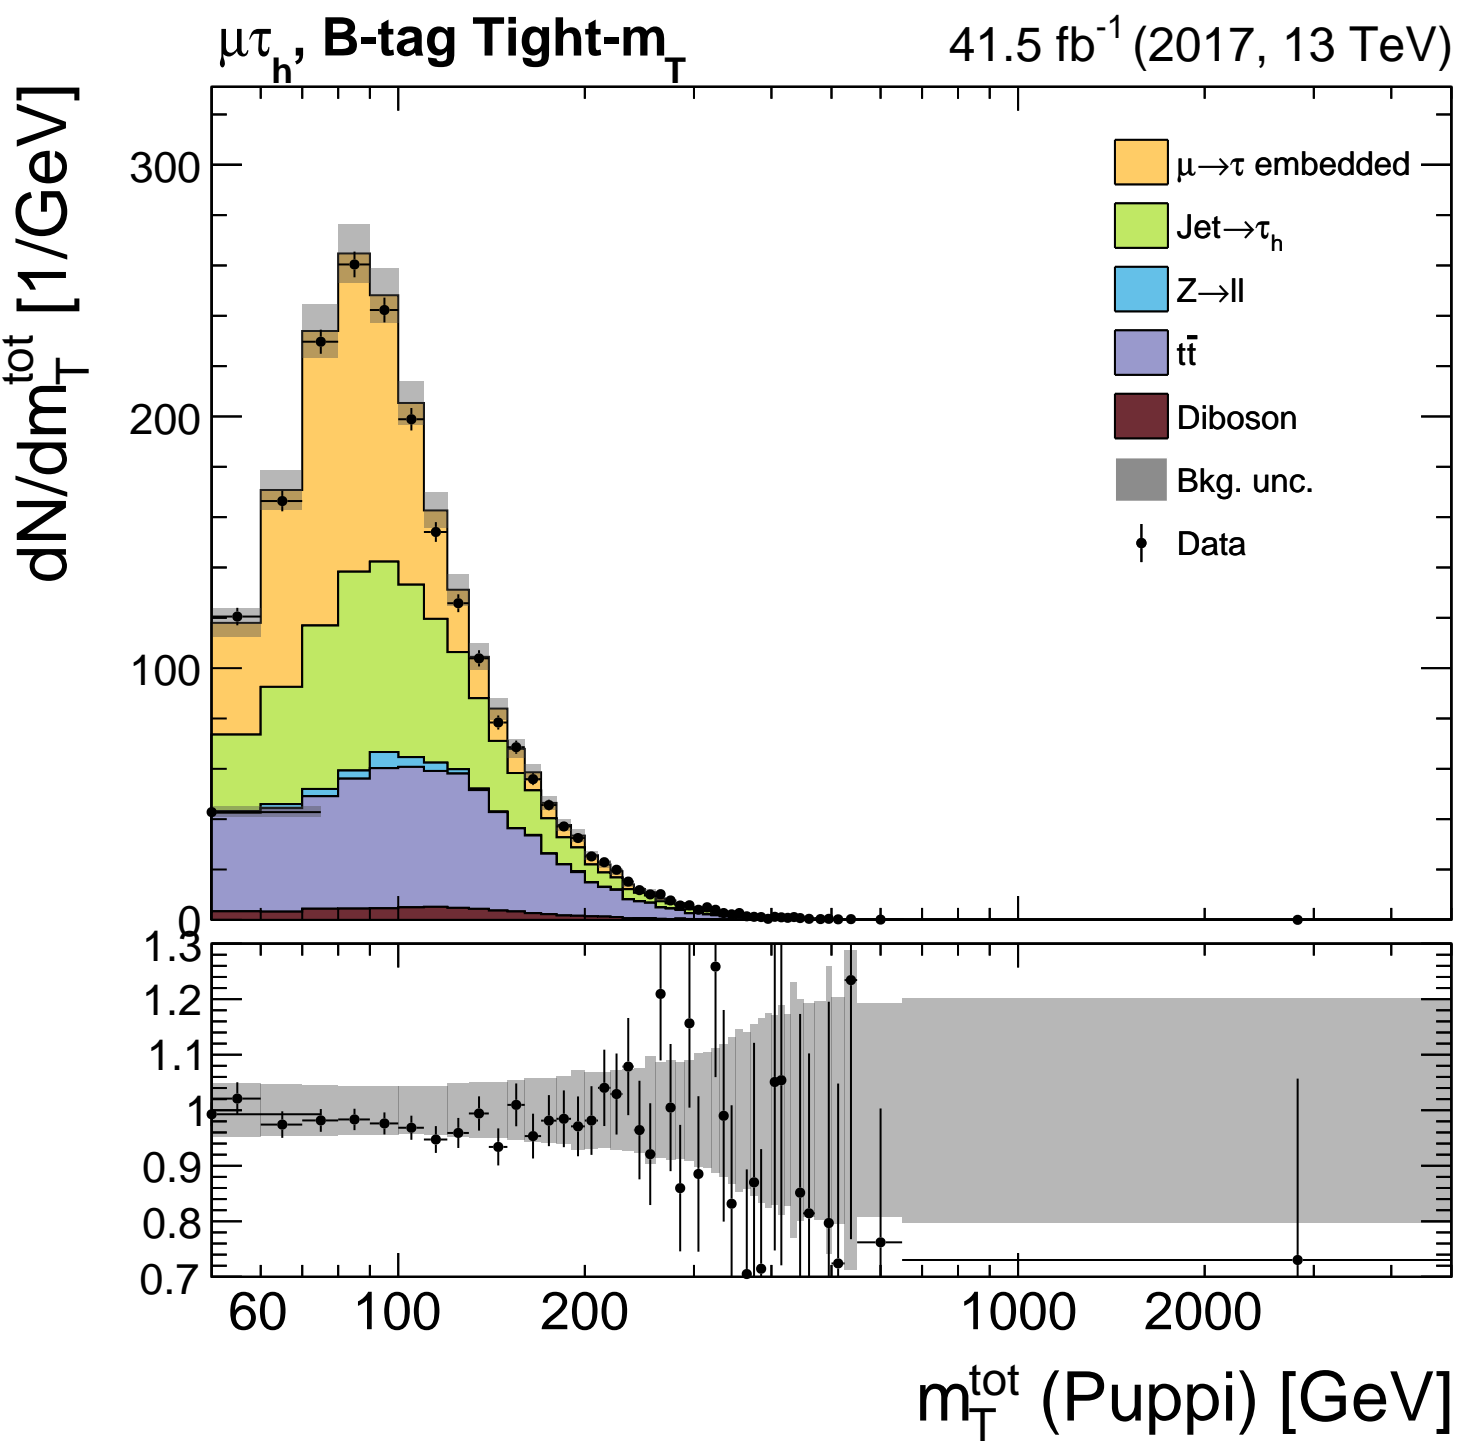 μτh, B-tag Tight-mT
41.5 fb-1 (2017, 13 TeV)
dN/dmTtot [1/GeV]
300
200
100
0
μ→τ embedded
Jet→τh
Z→ll
tt̄
Diboson
Bkg. unc.
Data
1.3
1.2
1.1
1
0.9
0.8
0.7
60 100 200 1000 2000
mTtot (Puppi) [GeV]